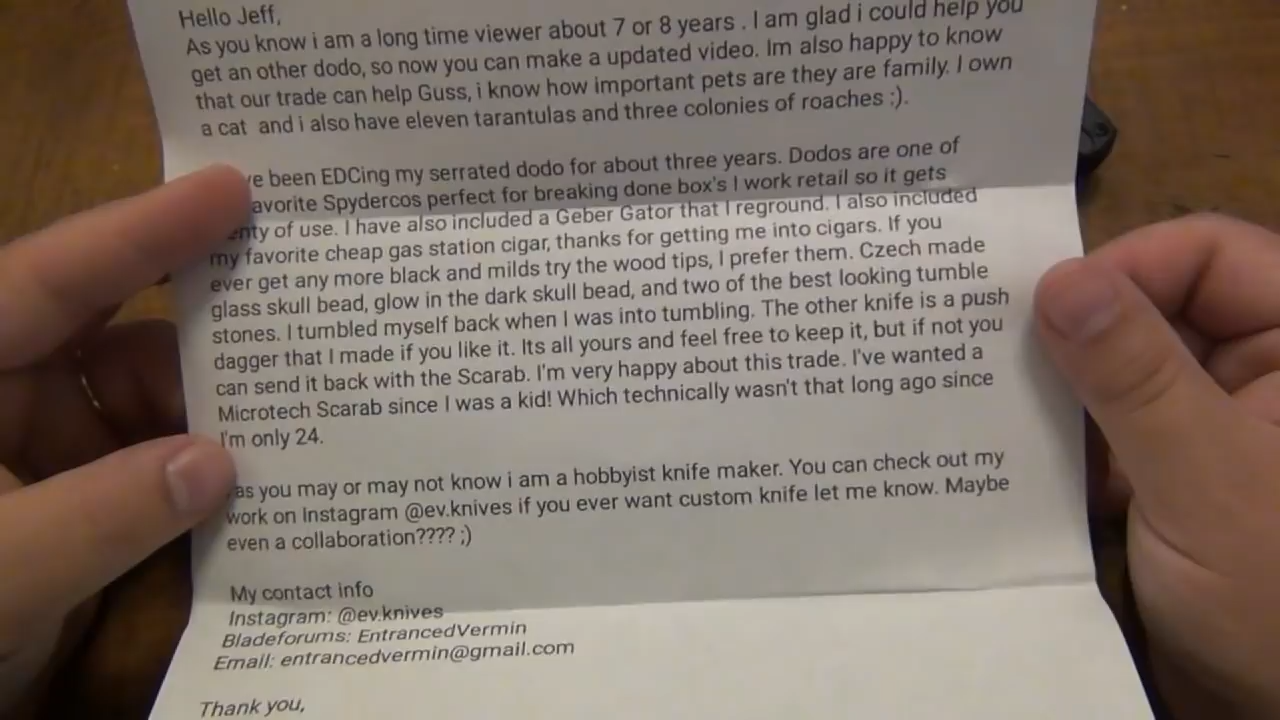 Hello Jeff,
As you know i am a long time viewer about 7 or 8 years . I am glad i could help you
get an other dodo, so now you can make a updated video. Im also happy to know
that our trade can help Guss, i know how important pets are they are family. I own
a cat and i also have eleven tarantulas and three colonies of roaches :).
been EDCing my serrated dodo for about three years. Dodos are one of
Spydercos perfect for breaking done box's I work retail so it gets
of use. I have also included a Geber Gator that I reground. I also included
my favorite cheap gas station cigar, thanks for getting me into cigars. If you
ever get any more black and milds try the wood tips, I prefer them. Czech made
glass skull bead, glow in the dark skull bead, and two of the best looking tumble
stones. I tumbled myself back when I was into tumbling. The other knife is a push
dagger that I made if you like it. Its all yours and feel free to keep it, but if not you
can send it back with the Scarab. I'm very happy about this trade. I've wanted a
Microtech Scarab since I was a kid! Which technically wasn't that long ago since
I'm only 24.
as you may or may not know i am a hobbyist knife maker. You can check out my
work on Instagram @ev.knives if you ever want custom knife let me know. Maybe
even a collaboration???? ;)
My contact info
Instagram: @ev.knives
Bladeforums: EntrancedVermin
Email: entrancedvermin@gmail.com
Thank you,